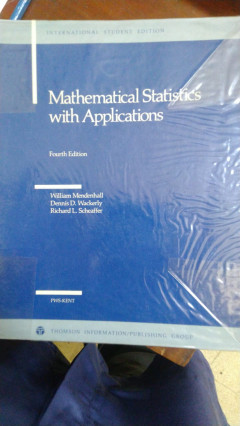 INTERNATIONAL STUDENT EDITION
Mathematical Statistics
with Applications
Fourth Edition
William Mendenhall
Dennis D. Wackerly
Richard L. Scheaffer
PWS-KENT
THOMSON INFORMATION/PUBLISHING GROUP